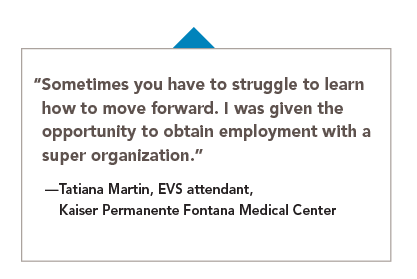 “Sometimes you have to struggle to learn
how to move forward. I was given the
opportunity to obtain employment with a
super organization.”
—Tatiana Martin, EVS attendant,
Kaiser Permanente Fontana Medical Center